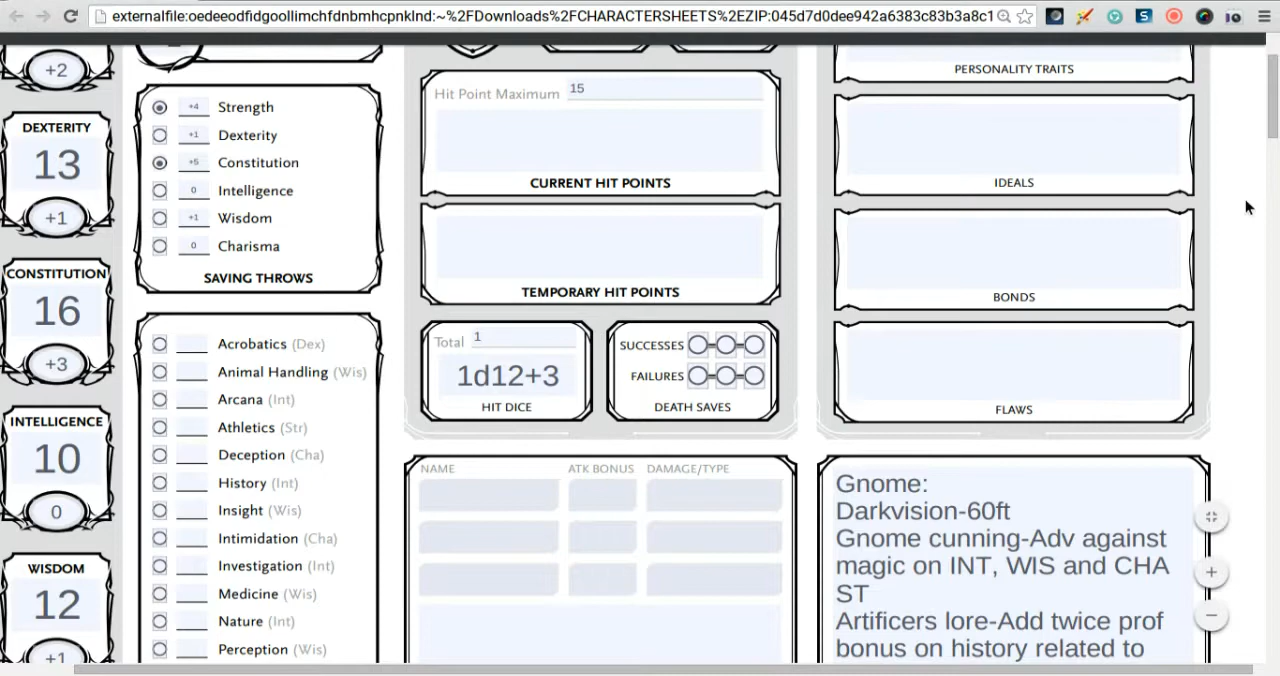 externalfile:oedeeodfidgoollimchfdnbmhcpnklnd:~%2FDownloads%2FCHARACTERSHEETS%2EZIP:045d7d0dee942a6383c83b3a8c1
+2
DEXTERITY
13
+1
CONSTITUTION
16
+3
INTELLIGENCE
10
0
WISDOM
12
+1
+4 Strength
+1 Dexterity
+5 Constitution
0 Intelligence
+1 Wisdom
0 Charisma
SAVING THROWS
Acrobatics (Dex)
Animal Handling (Wis)
Arcana (Int)
Athletics (Str)
Deception (Cha)
History (Int)
Insight (Wis)
Intimidation (Cha)
Investigation (Int)
Medicine (Wis)
Nature (Int)
Perception (Wis)
Hit Point Maximum 15
CURRENT HIT POINTS
TEMPORARY HIT POINTS
Total 1
1d12+3
HIT DICE
SUCCESSES
FAILURES
DEATH SAVES
NAME ATK BONUS DAMAGE/TYPE
PERSONALITY TRAITS
IDEALS
BONDS
FLAWS
Gnome:
Darkvision-60ft
Gnome cunning-Adv against
magic on INT, WIS and CHA
ST
Artificers lore-Add twice prof
bonus on history related to